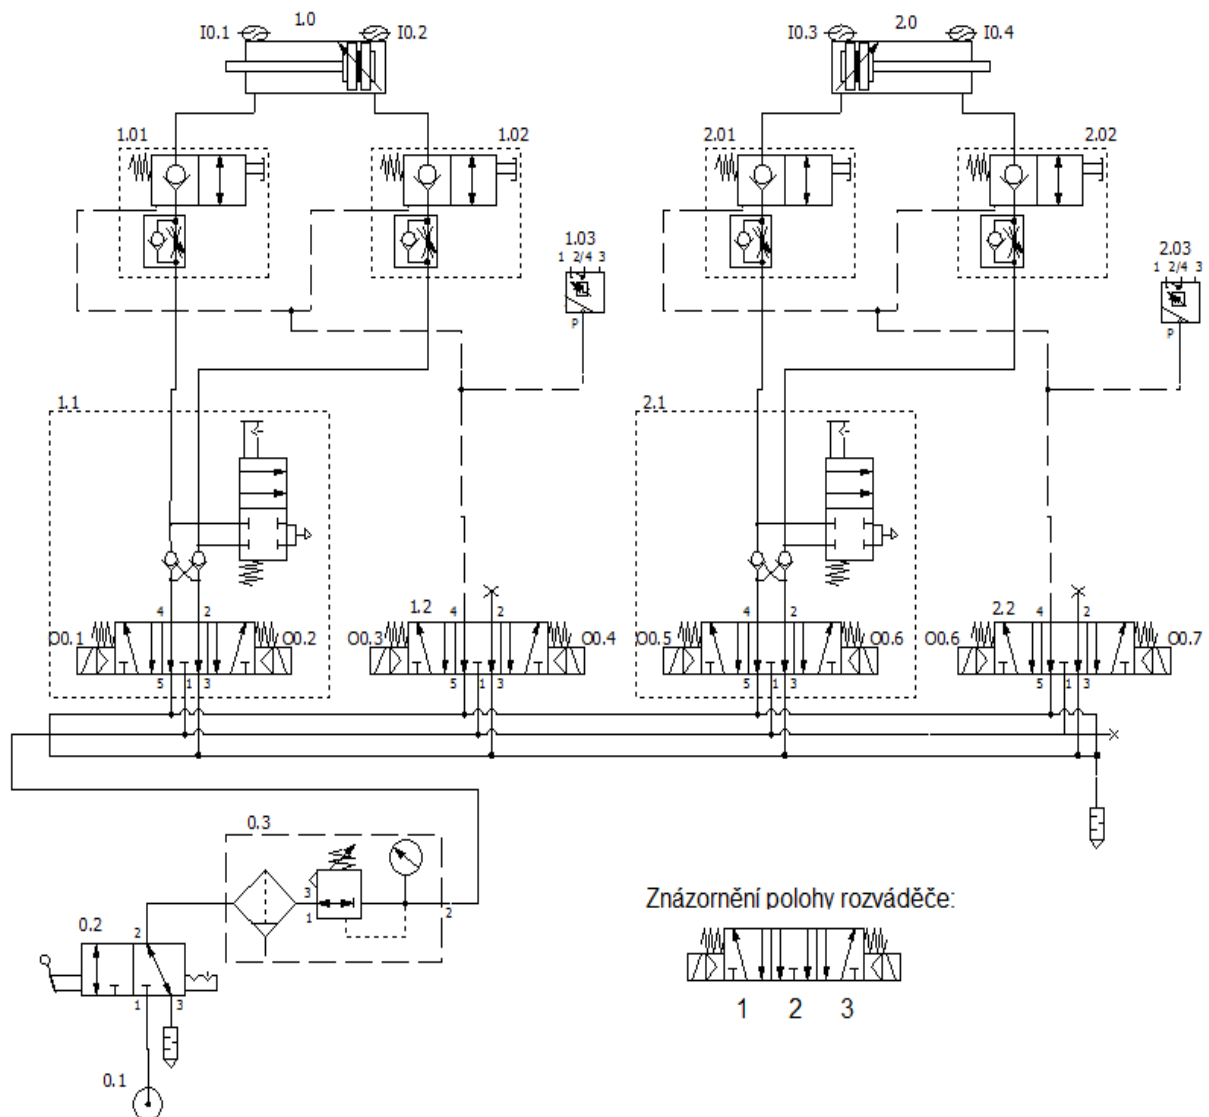 I0.1 1.0 I0.2
I0.3 2.0 I0.4
1.01 1.02
2.01 2.02
1.03
1 2/4 3
P
2.03
1 2/4 3
P
1.1
2.1
4 2
1.2 4 2
4 2
2.2 4 2
O0.1 O0.2 O0.3 O0.4 O0.5 O0.6 O0.6 O0.7
5 1 3
5 1 3
5 1 3
5 1 3
0.3
3
1
2
0.2 2
1 3
0.1
Znázornění polohy rozváděče:
1 2 3